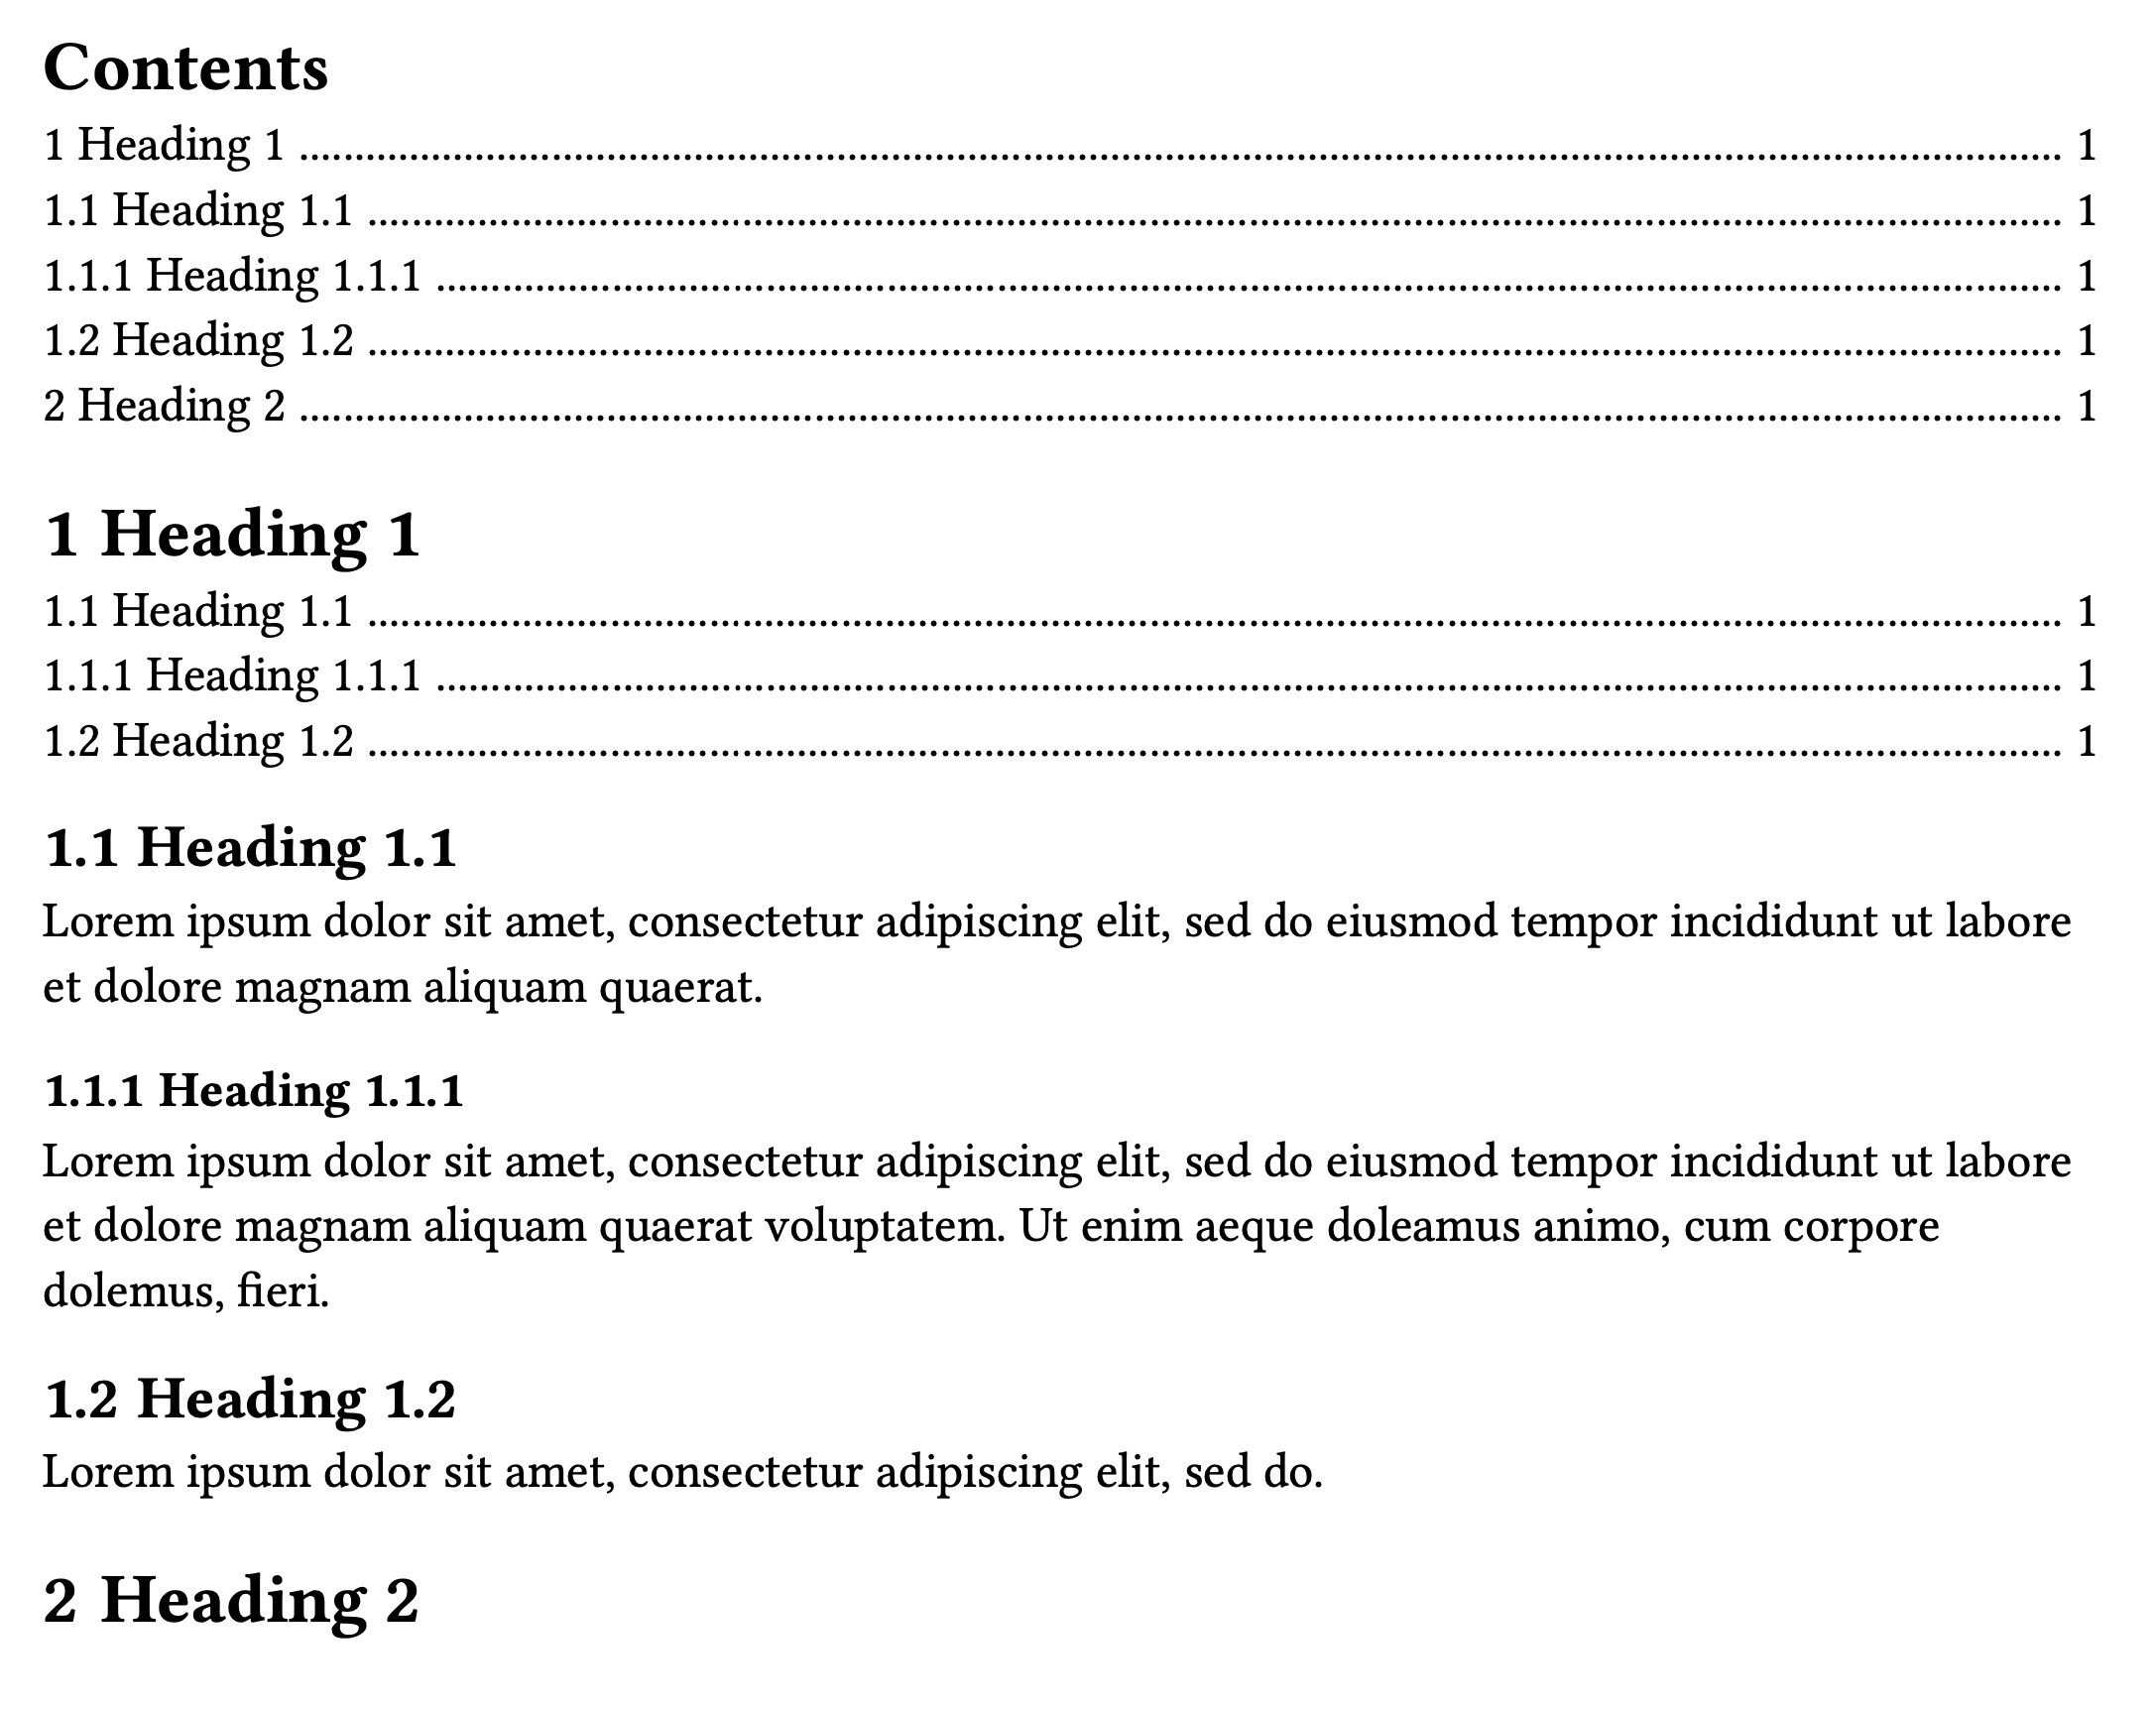 Contents
1 Heading 1 ........................................................................................................ 1
1.1 Heading 1.1 ........................................................................................................ 1
1.1.1 Heading 1.1.1 ........................................................................................................ 1
1.2 Heading 1.2 ........................................................................................................ 1
2 Heading 2 ........................................................................................................ 1
1 Heading 1
1.1 Heading 1.1 ........................................................................................................ 1
1.1.1 Heading 1.1.1 ........................................................................................................ 1
1.2 Heading 1.2 ........................................................................................................ 1
1.1 Heading 1.1
Lorem ipsum dolor sit amet, consectetur adipiscing elit, sed do eiusmod tempor incididunt ut labore
et dolore magnam aliquam quaerat.
1.1.1 Heading 1.1.1
Lorem ipsum dolor sit amet, consectetur adipiscing elit, sed do eiusmod tempor incididunt ut labore
et dolore magnam aliquam quaerat voluptatem. Ut enim aeque doleamus animo, cum corpore
dolemus, fieri.
1.2 Heading 1.2
Lorem ipsum dolor sit amet, consectetur adipiscing elit, sed do.
2 Heading 2